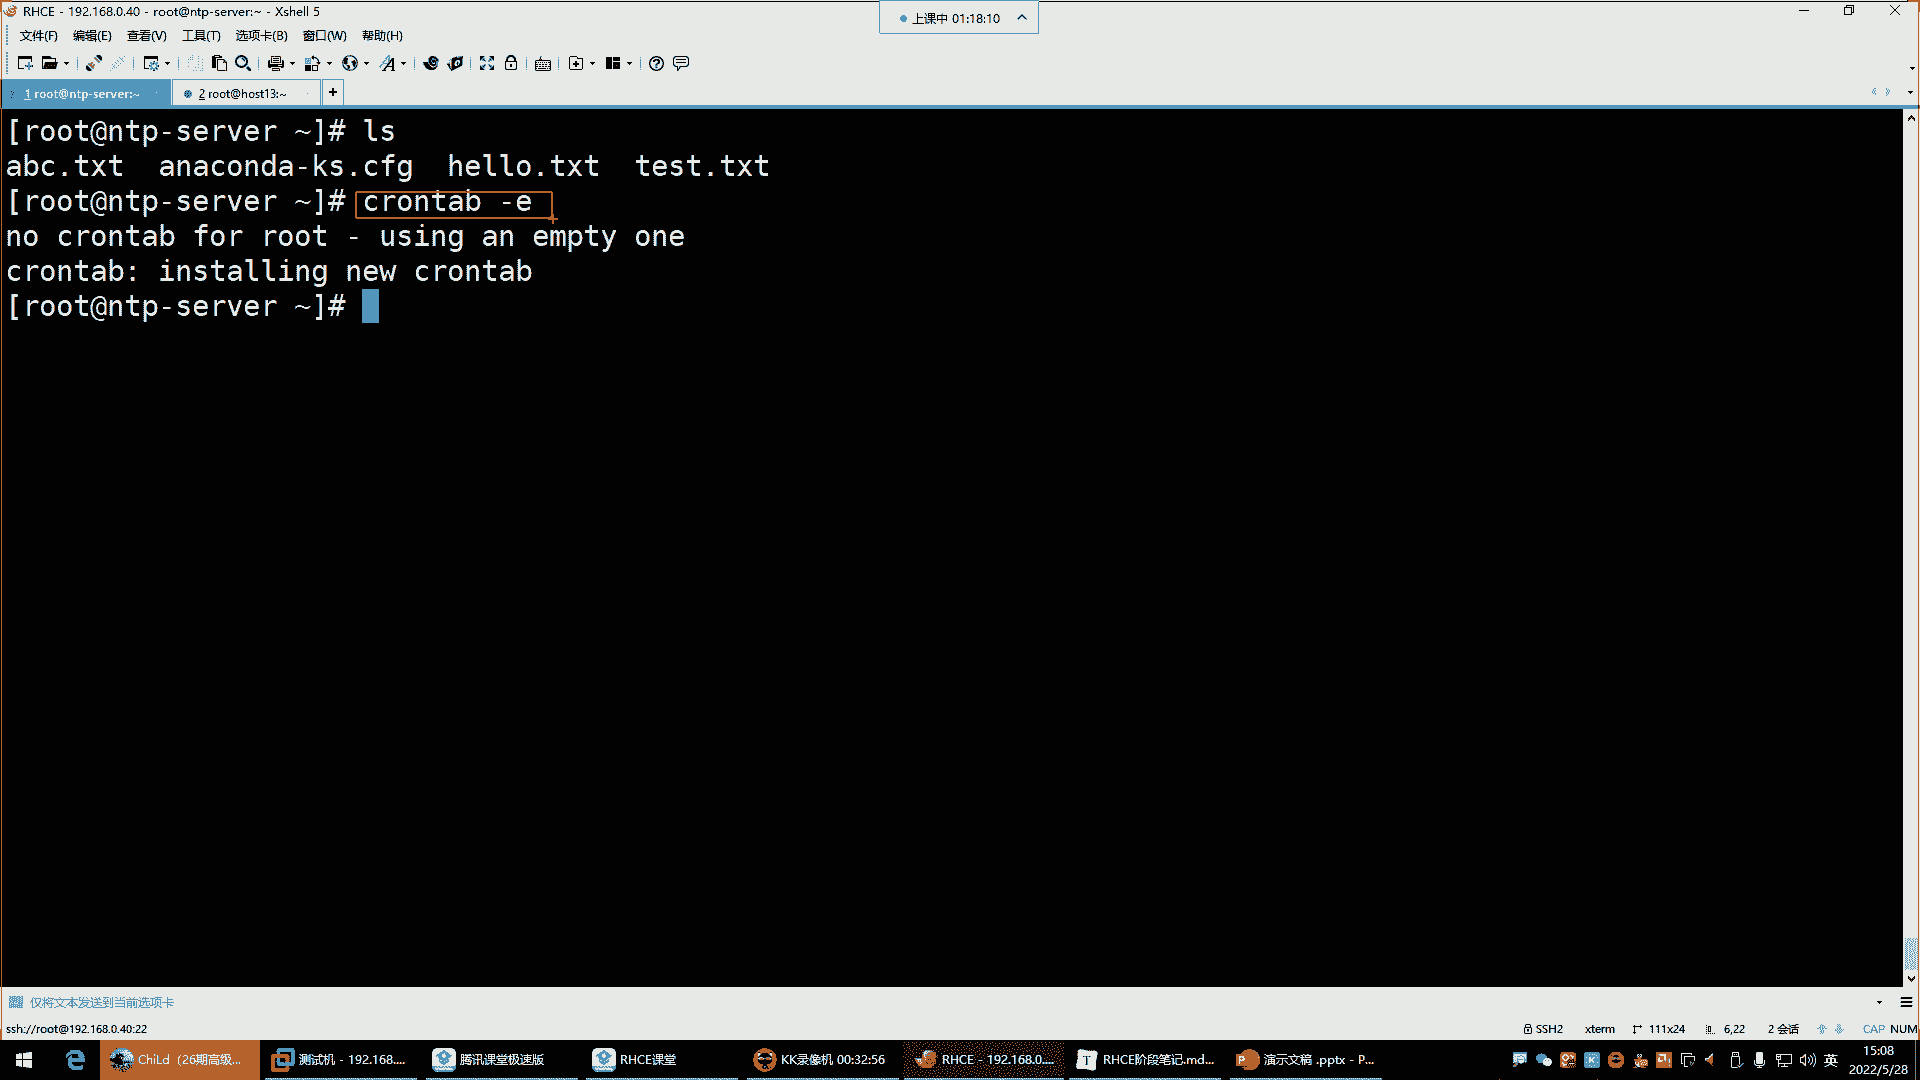 RHCE - 192.168.0.40 - root@ntp-server:~ - Xshell 5
上课中 01:18:10
文件(F) 编辑(E) 查看(V) 工具(T) 选项卡(B) 窗口(W) 帮助(H)
1 root@ntp-server:~
2 root@host13:~
[root@ntp-server ~]# ls
abc.txt  anaconda-ks.cfg  hello.txt  test.txt
[root@ntp-server ~]# crontab -e
no crontab for root - using an empty one
crontab: installing new crontab
[root@ntp-server ~]#
仅将文本发送到当前选项卡
ssh://root@192.168.0.40:22
SSH2 xterm 111x24 6,22 2 会话 CAP NUM
ChiLd（26期高级...
测试机 - 192.168....
腾讯课堂极速版
RHCE课堂
KK录像机 00:32:56
RHCE - 192.168.0....
RHCE阶段笔记.md...
演示文稿 .pptx - P...
英
15:08
2022/5/28